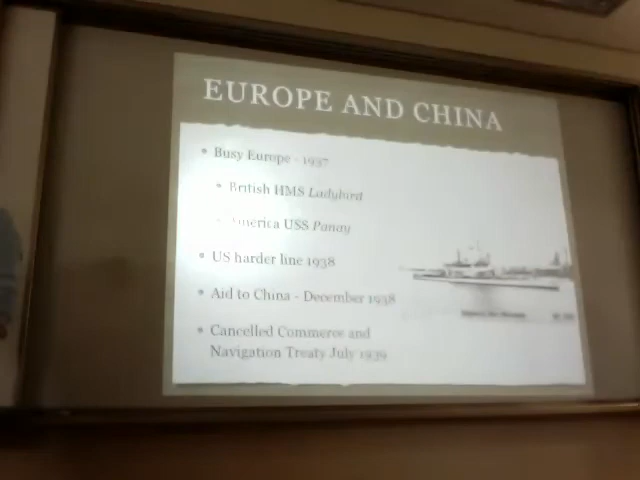 EUROPE AND CHINA
Busy Europe - 1937
British HMS Ladybird
America USS Panay
US harder line 1938
Aid to China - December 1938
Cancelled Commerce and
Navigation Treaty July 1939